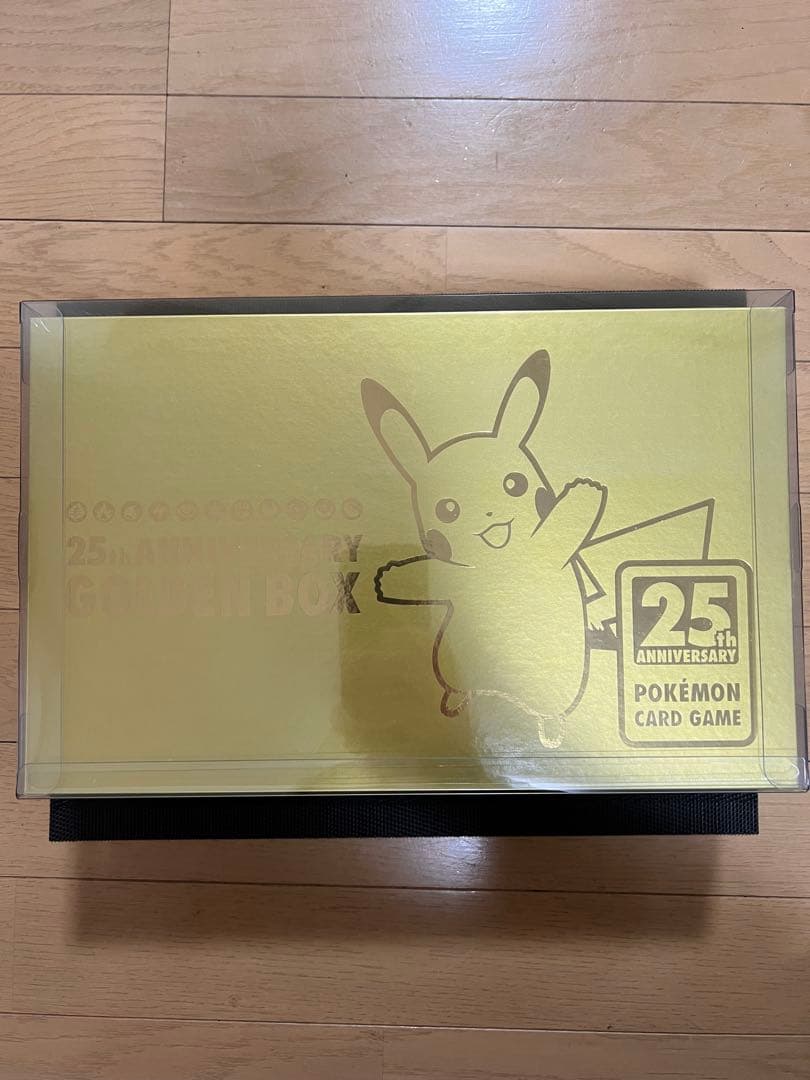 25th ANNIVERSARY
GOLDEN BOX
25th
ANNIVERSARY
POKÉMON
CARD GAME